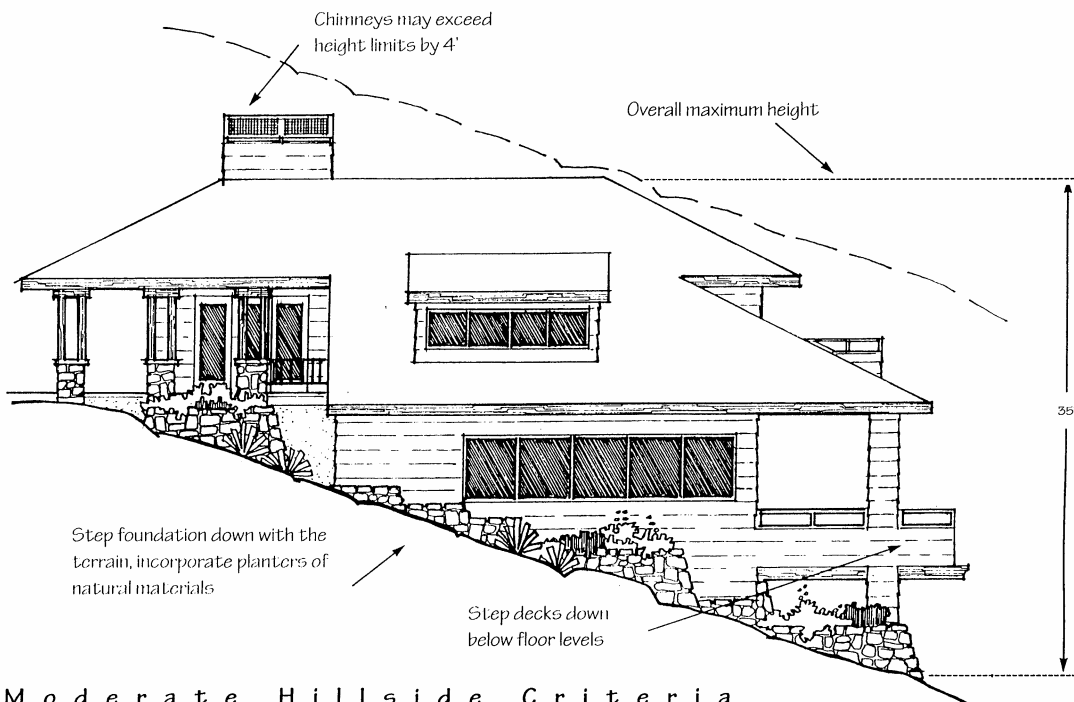 Chimneys may exceed
height limits by 4'
Overall maximum height
35
Step foundation down with the
terrain, incorporate planters of
natural materials
Step decks down
below floor levels
Moderate Hillside Criteria